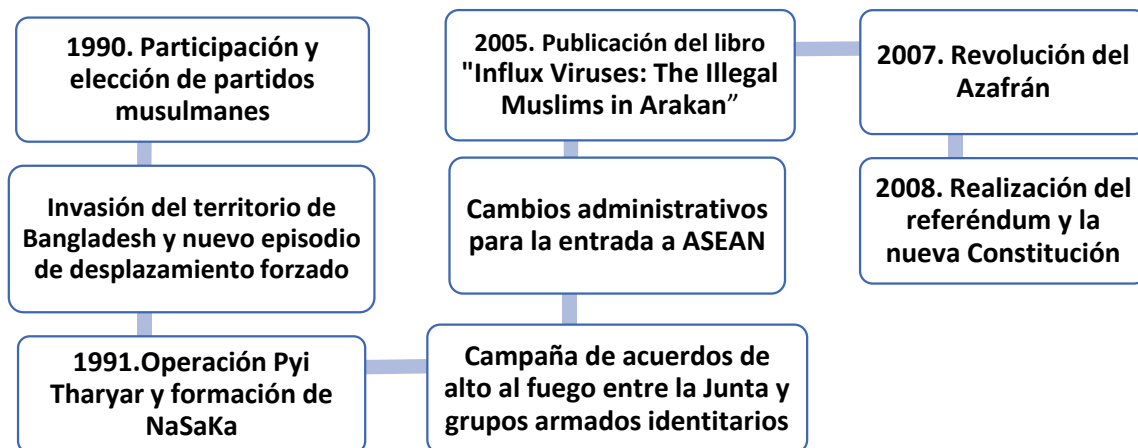 1990. Participación y
elección de partidos
musulmanes
Invasión del territorio de
Bangladesh y nuevo episodio
de desplazamiento forzado
1991.Operación Pyi
Tharyar y formación de
NaSaKa
Campaña de acuerdos de
alto al fuego entre la Junta y
grupos armados identitarios
Cambios administrativos
para la entrada a ASEAN
2005. Publicación del libro
"Influx Viruses: The Illegal
Muslims in Arakan”
2007. Revolución del
Azafrán
2008. Realización del
referéndum y la
nueva Constitución